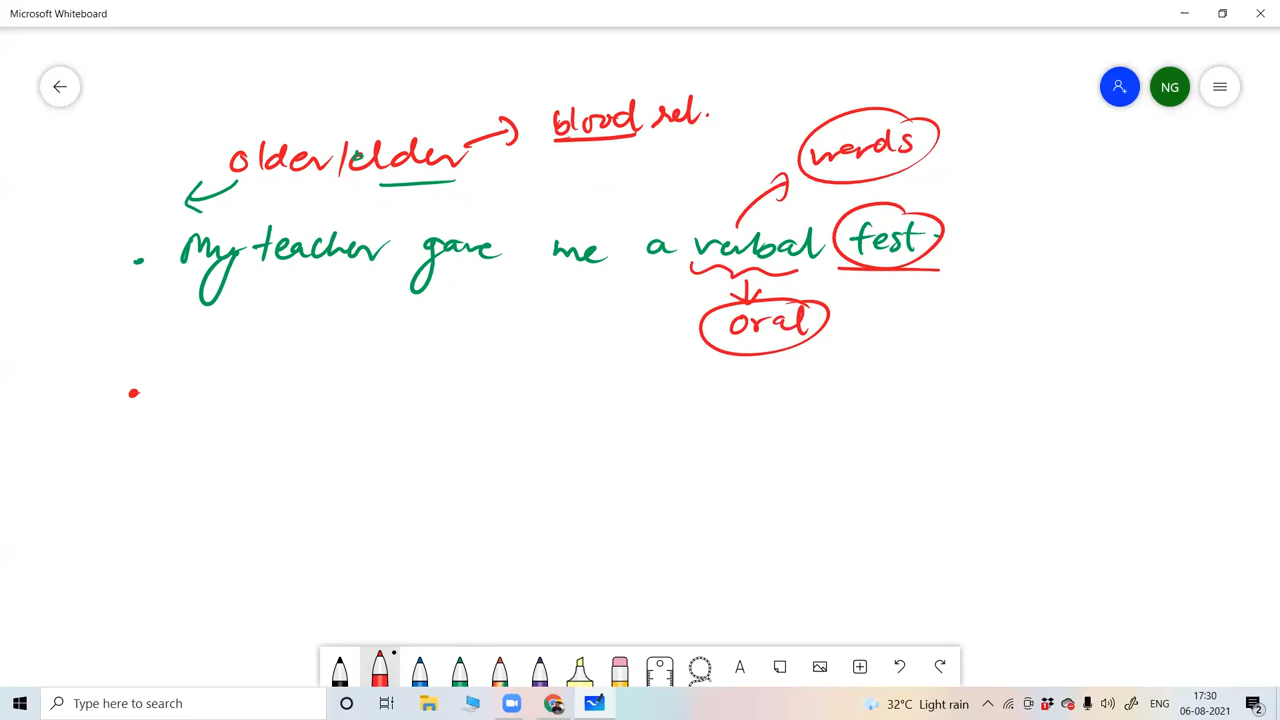 Microsoft Whiteboard
NG
blood rel.
older/elder
words
My teacher gave me a verbal test.
oral
A
Type here to search
32°C Light rain
ENG
17:30
06-08-2021
2